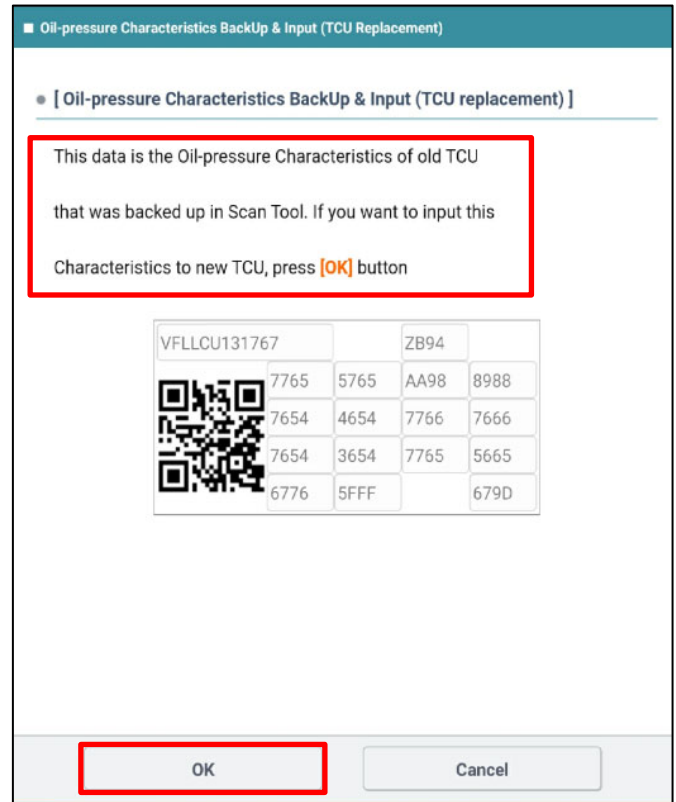 Oil-pressure Characteristics BackUp & Input (TCU Replacement)
[ Oil-pressure Characteristics BackUp & Input (TCU replacement) ]
This data is the Oil-pressure Characteristics of old TCU
that was backed up in Scan Tool. If you want to input this
Characteristics to new TCU, press [OK] button
VFLLCU131767 ZB94
7765 5765 AA98 8988
7654 4654 7766 7666
7654 3654 7765 5665
6776 5FFF 679D
OK Cancel